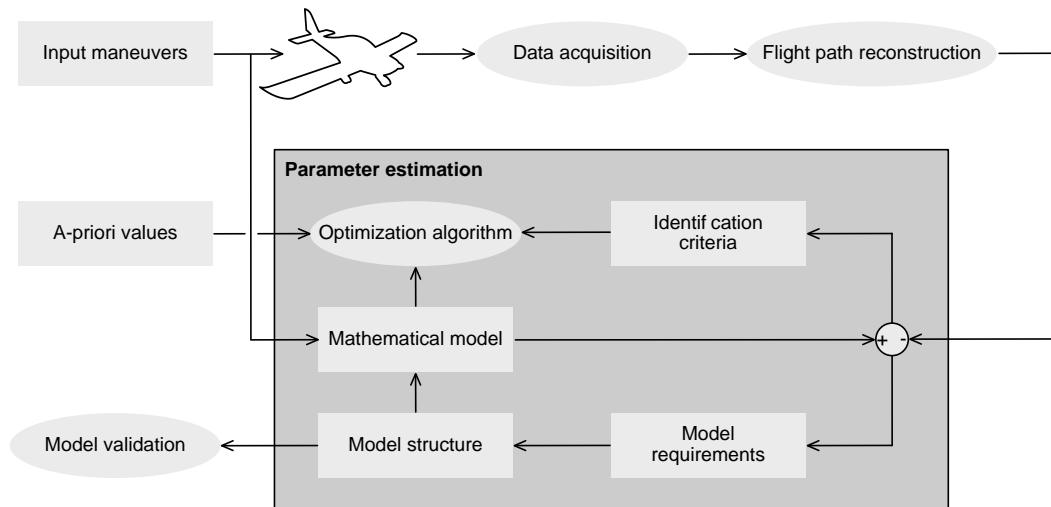 Input maneuvers
Data acquisition
Flight path reconstruction
Parameter estimation
A-priori values
Optimization algorithm
Identif cation
criteria
Mathematical model
+ -
Model validation
Model structure
Model
requirements